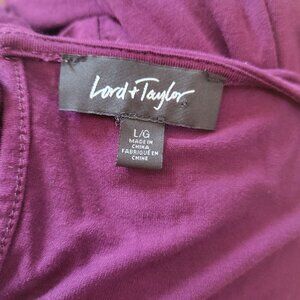 Lord + Taylor
L/G
MADE IN
CHINA
FABRIQUÉ EN
CHINE